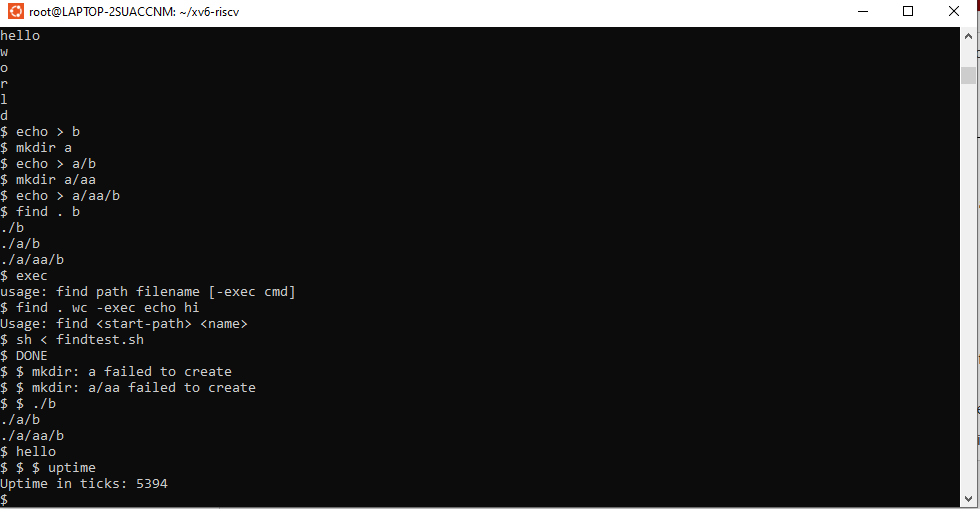 root@LAPTOP-2SUACCNM: ~/xv6-riscv
hello
w
o
r
l
d
$ echo > b
$ mkdir a
$ echo > a/b
$ mkdir a/aa
$ echo > a/aa/b
$ find . b
./b
./a/b
./a/aa/b
$ exec
usage: find path filename [-exec cmd]
$ find . wc -exec echo hi
Usage: find <start-path> <name>
$ sh < findtest.sh
$ DONE
$ $ mkdir: a failed to create
$ $ mkdir: a/aa failed to create
$ $ ./b
./a/b
./a/aa/b
$ hello
$ $ $ uptime
Uptime in ticks: 5394
$